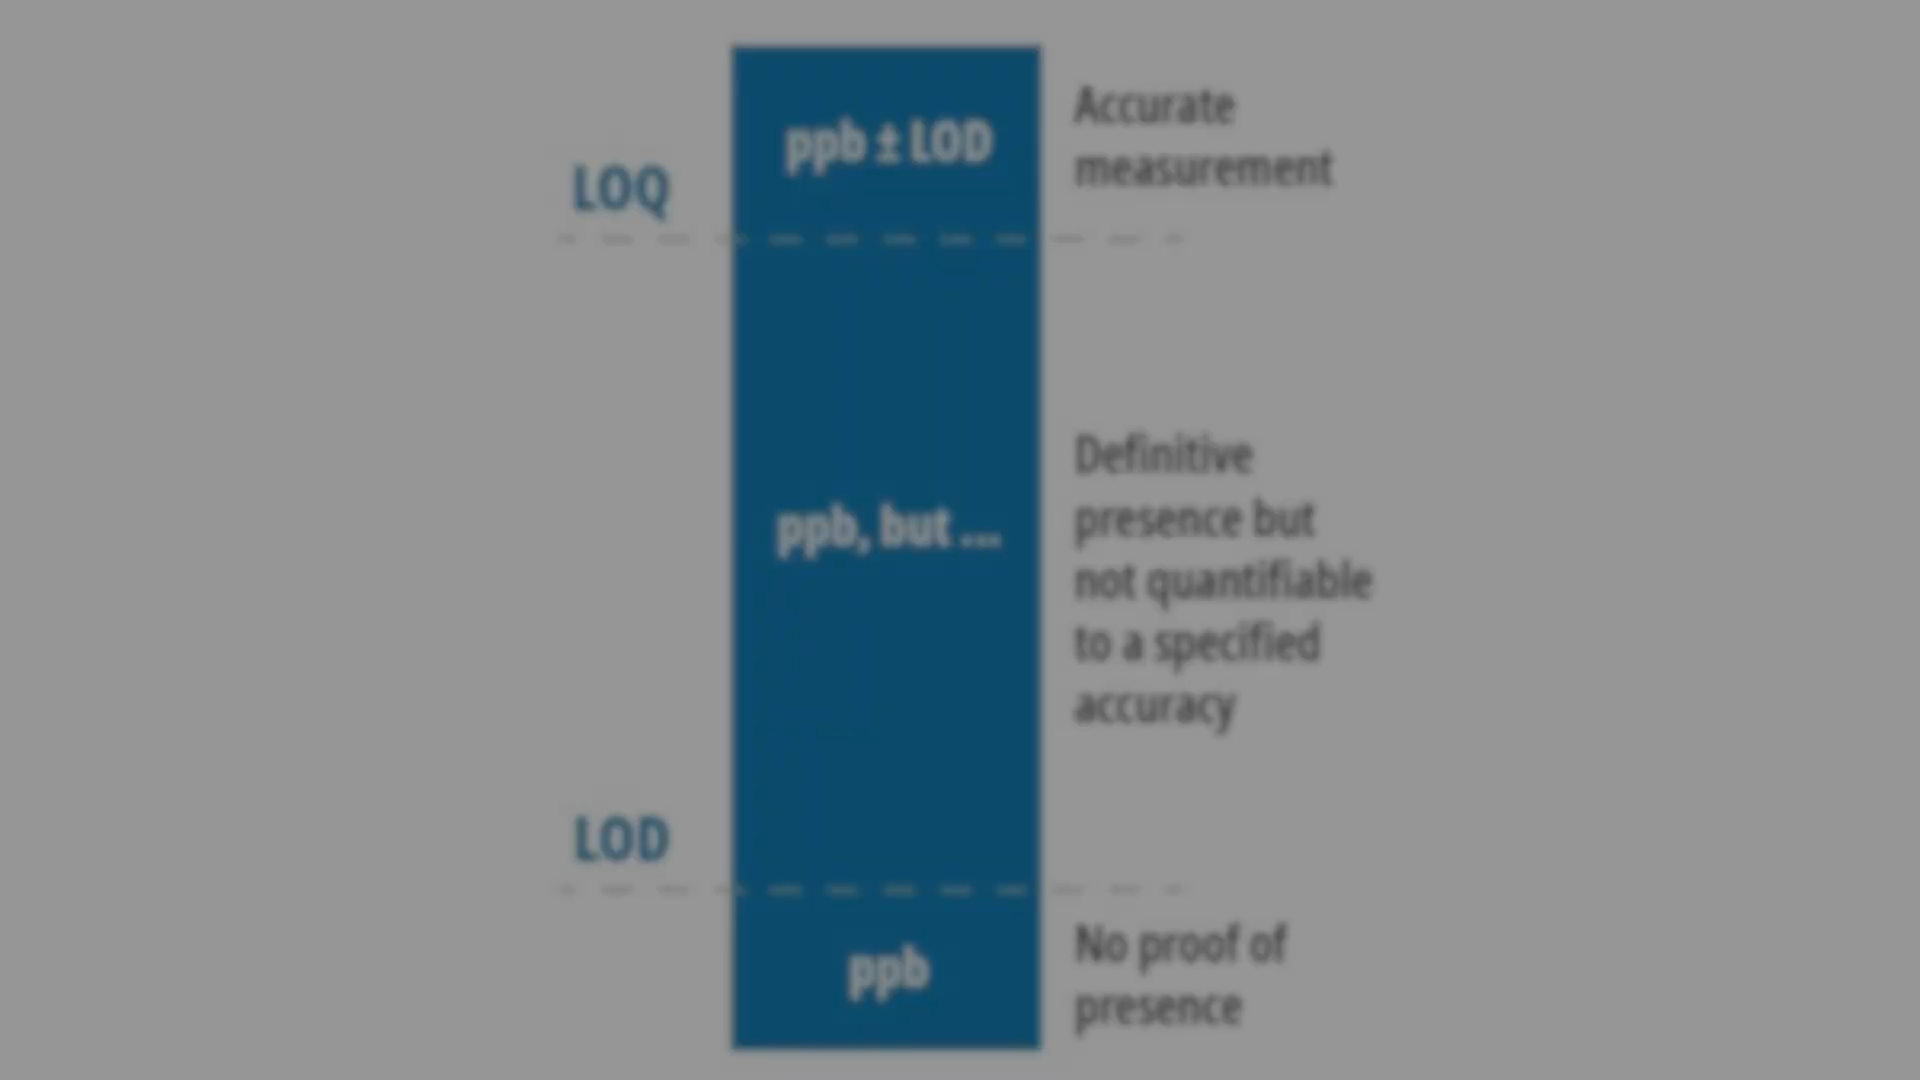 LOQ
ppb ± LOD
Accurate
measurement
ppb, but ...
Definitive
presence but
not quantifiable
to a specified
accuracy
LOD
ppb
No proof of
presence